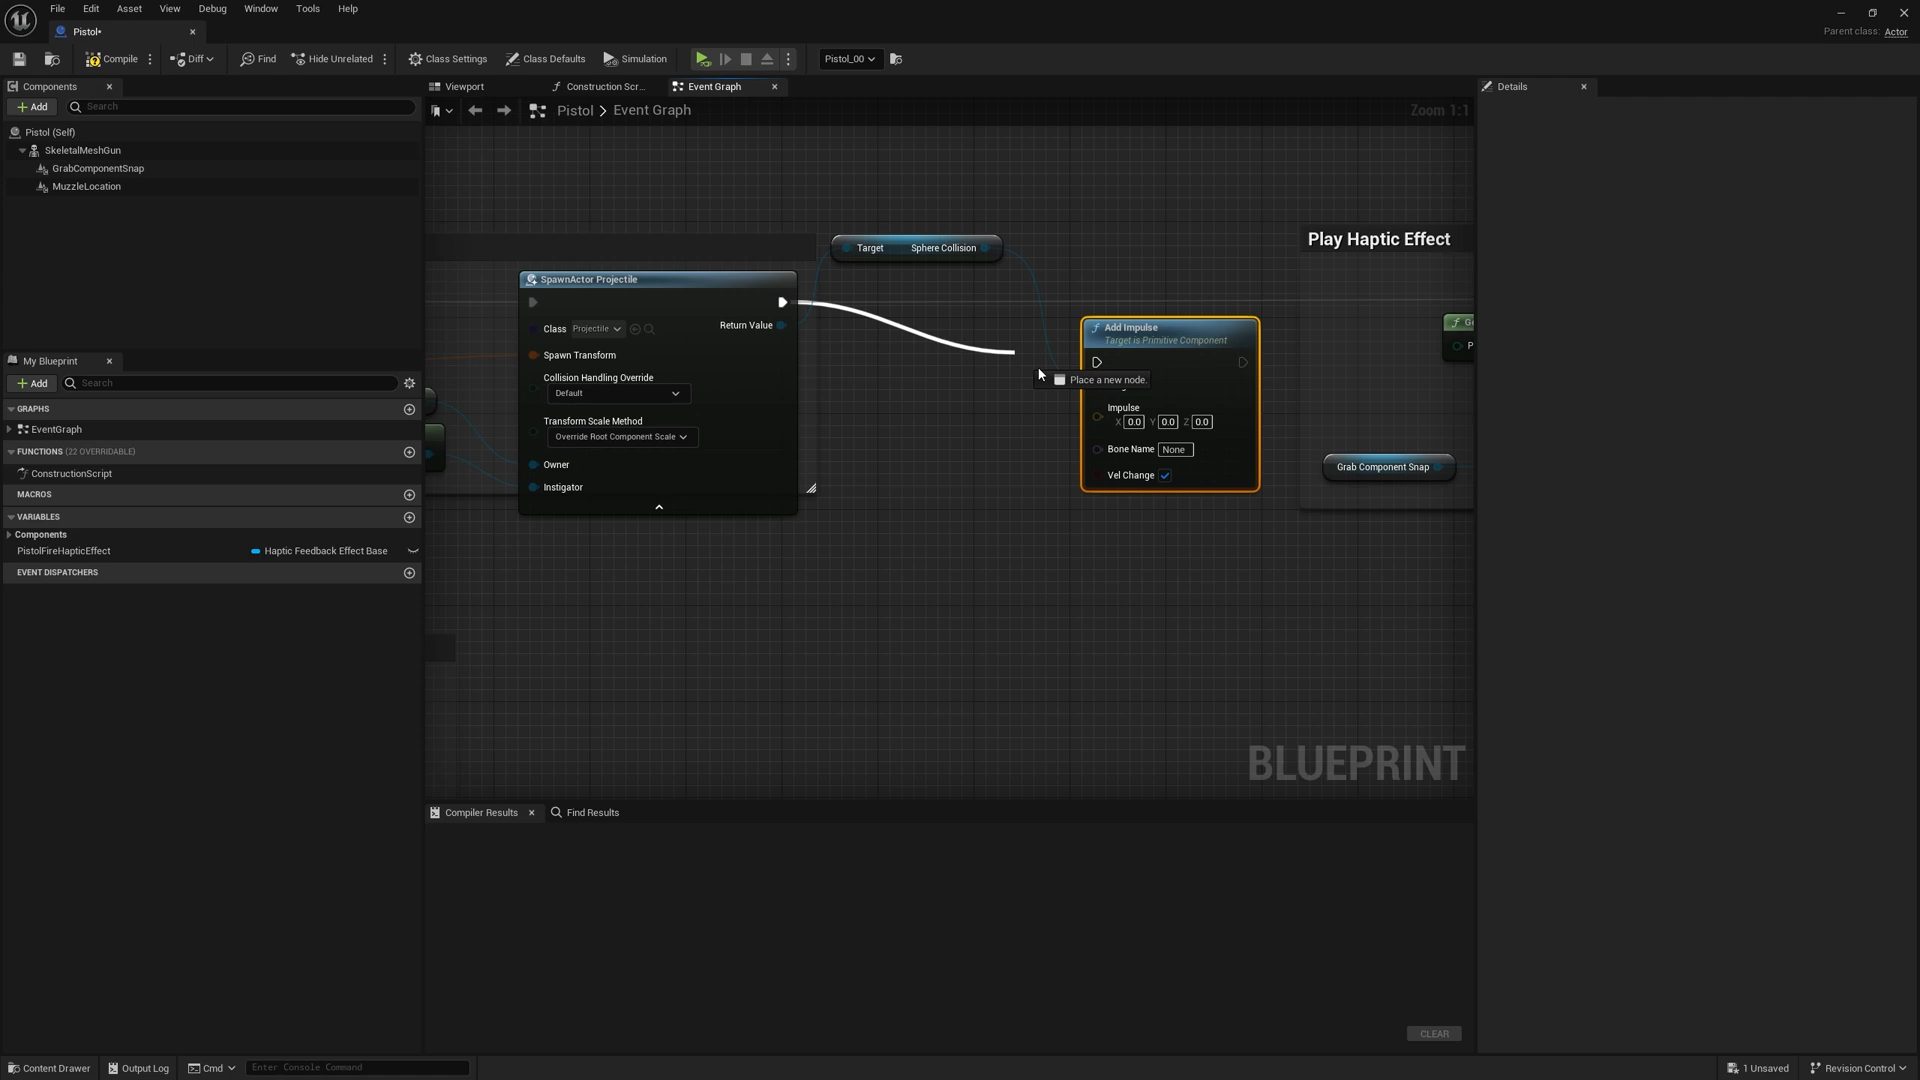 File Edit Asset View Debug Window Tools Help
Pistol*
Parent class: Actor
Compile Diff Find Hide Unrelated Class Settings Class Defaults Simulation Pistol_00
Components
Viewport Construction Scr... Event Graph Details
Add Search
Pistol > Event Graph Zoom 1:1
Pistol (Self)
SkeletalMeshGun
GrabComponentSnap
MuzzleLocation
Target Sphere Collision
Play Haptic Effect
SpawnActor Projectile
Class Projectile
Return Value
Spawn Transform
Collision Handling Override
Default
Transform Scale Method
Override Root Component Scale
Owner
Instigator
Add Impulse
Target is Primitive Component
Place a new node.
Impulse
X 0.0 Y 0.0 Z 0.0
Bone Name None
Vel Change
Grab Component Snap
My Blueprint
Add Search
GRAPHS
EventGraph
FUNCTIONS (22 OVERRIDABLE)
ConstructionScript
MACROS
VARIABLES
Components
PistolFireHapticEffect Haptic Feedback Effect Base
EVENT DISPATCHERS
BLUEPRINT
Compiler Results Find Results
CLEAR
Content Drawer Output Log Cmd Enter Console Command 1 Unsaved Revision Control